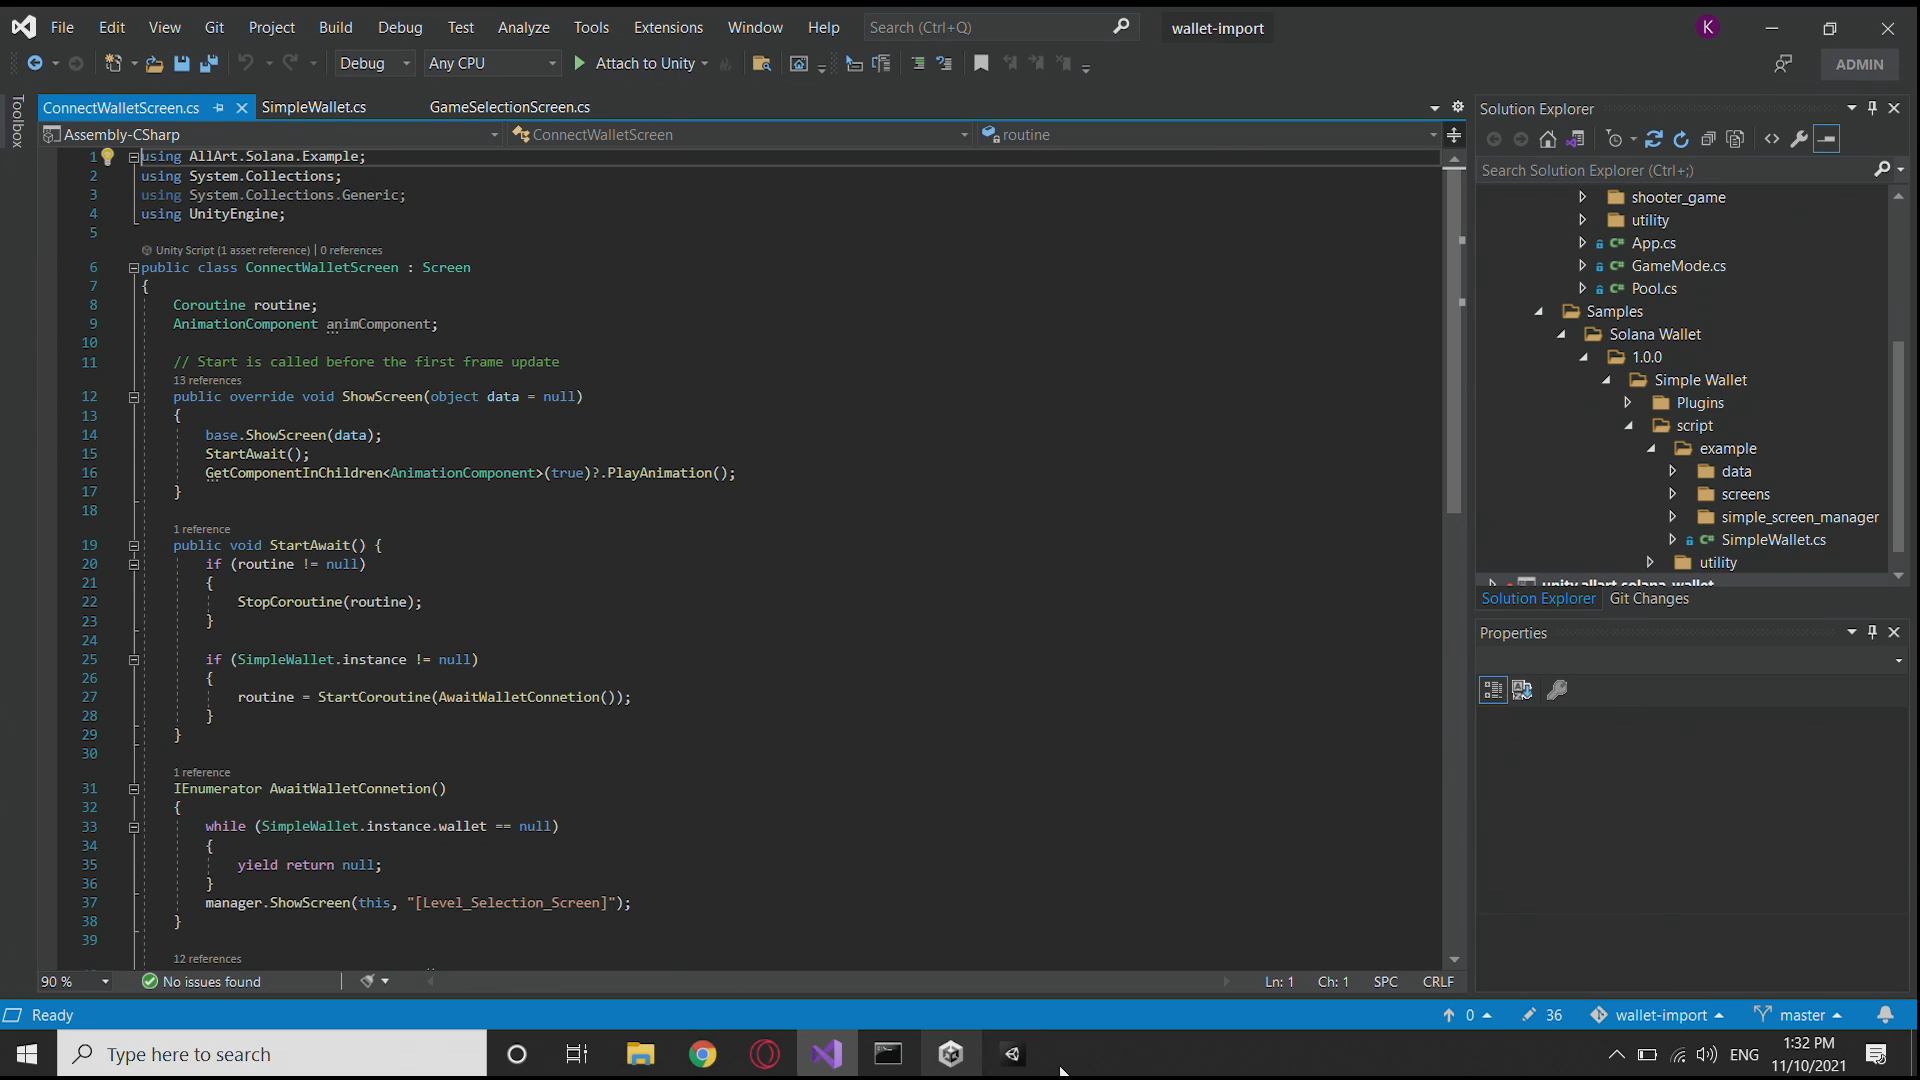 File Edit View Git Project Build Debug Test Analyze Tools Extensions Window Help Search (Ctrl+Q) wallet-import K
Debug Any CPU Attach to Unity ADMIN
Toolbox
ConnectWalletScreen.cs SimpleWallet.cs GameSelectionScreen.cs
Assembly-CSharp ConnectWalletScreen routine
1 using AllArt.Solana.Example;
2 using System.Collections;
3 using System.Collections.Generic;
4 using UnityEngine;
5
Unity Script (1 asset reference) | 0 references
6 public class ConnectWalletScreen : Screen
7 {
8 Coroutine routine;
9 AnimationComponent animComponent;
10
11 // Start is called before the first frame update
13 references
12 public override void ShowScreen(object data = null)
13 {
14 base.ShowScreen(data);
15 StartAwait();
16 GetComponentInChildren<AnimationComponent>(true)?.PlayAnimation();
17 }
18
1 reference
19 public void StartAwait() {
20 if (routine != null)
21 {
22 StopCoroutine(routine);
23 }
24
25 if (SimpleWallet.instance != null)
26 {
27 routine = StartCoroutine(AwaitWalletConnetion());
28 }
29 }
30
1 reference
31 IEnumerator AwaitWalletConnetion()
32 {
33 while (SimpleWallet.instance.wallet == null)
34 {
35 yield return null;
36 }
37 manager.ShowScreen(this, "[Level_Selection_Screen]");
38 }
39
12 references
90 % No issues found Ln: 1 Ch: 1 SPC CRLF
Solution Explorer
Search Solution Explorer (Ctrl+;)
shooter_game
utility
C# App.cs
C# GameMode.cs
C# Pool.cs
Samples
Solana Wallet
1.0.0
Simple Wallet
Plugins
script
example
data
screens
simple_screen_manager
C# SimpleWallet.cs
utility
unity.allart.solana_wallet
Solution Explorer Git Changes
Properties
Ready 0 36 wallet-import master
Type here to search ENG 1:32 PM
11/10/2021